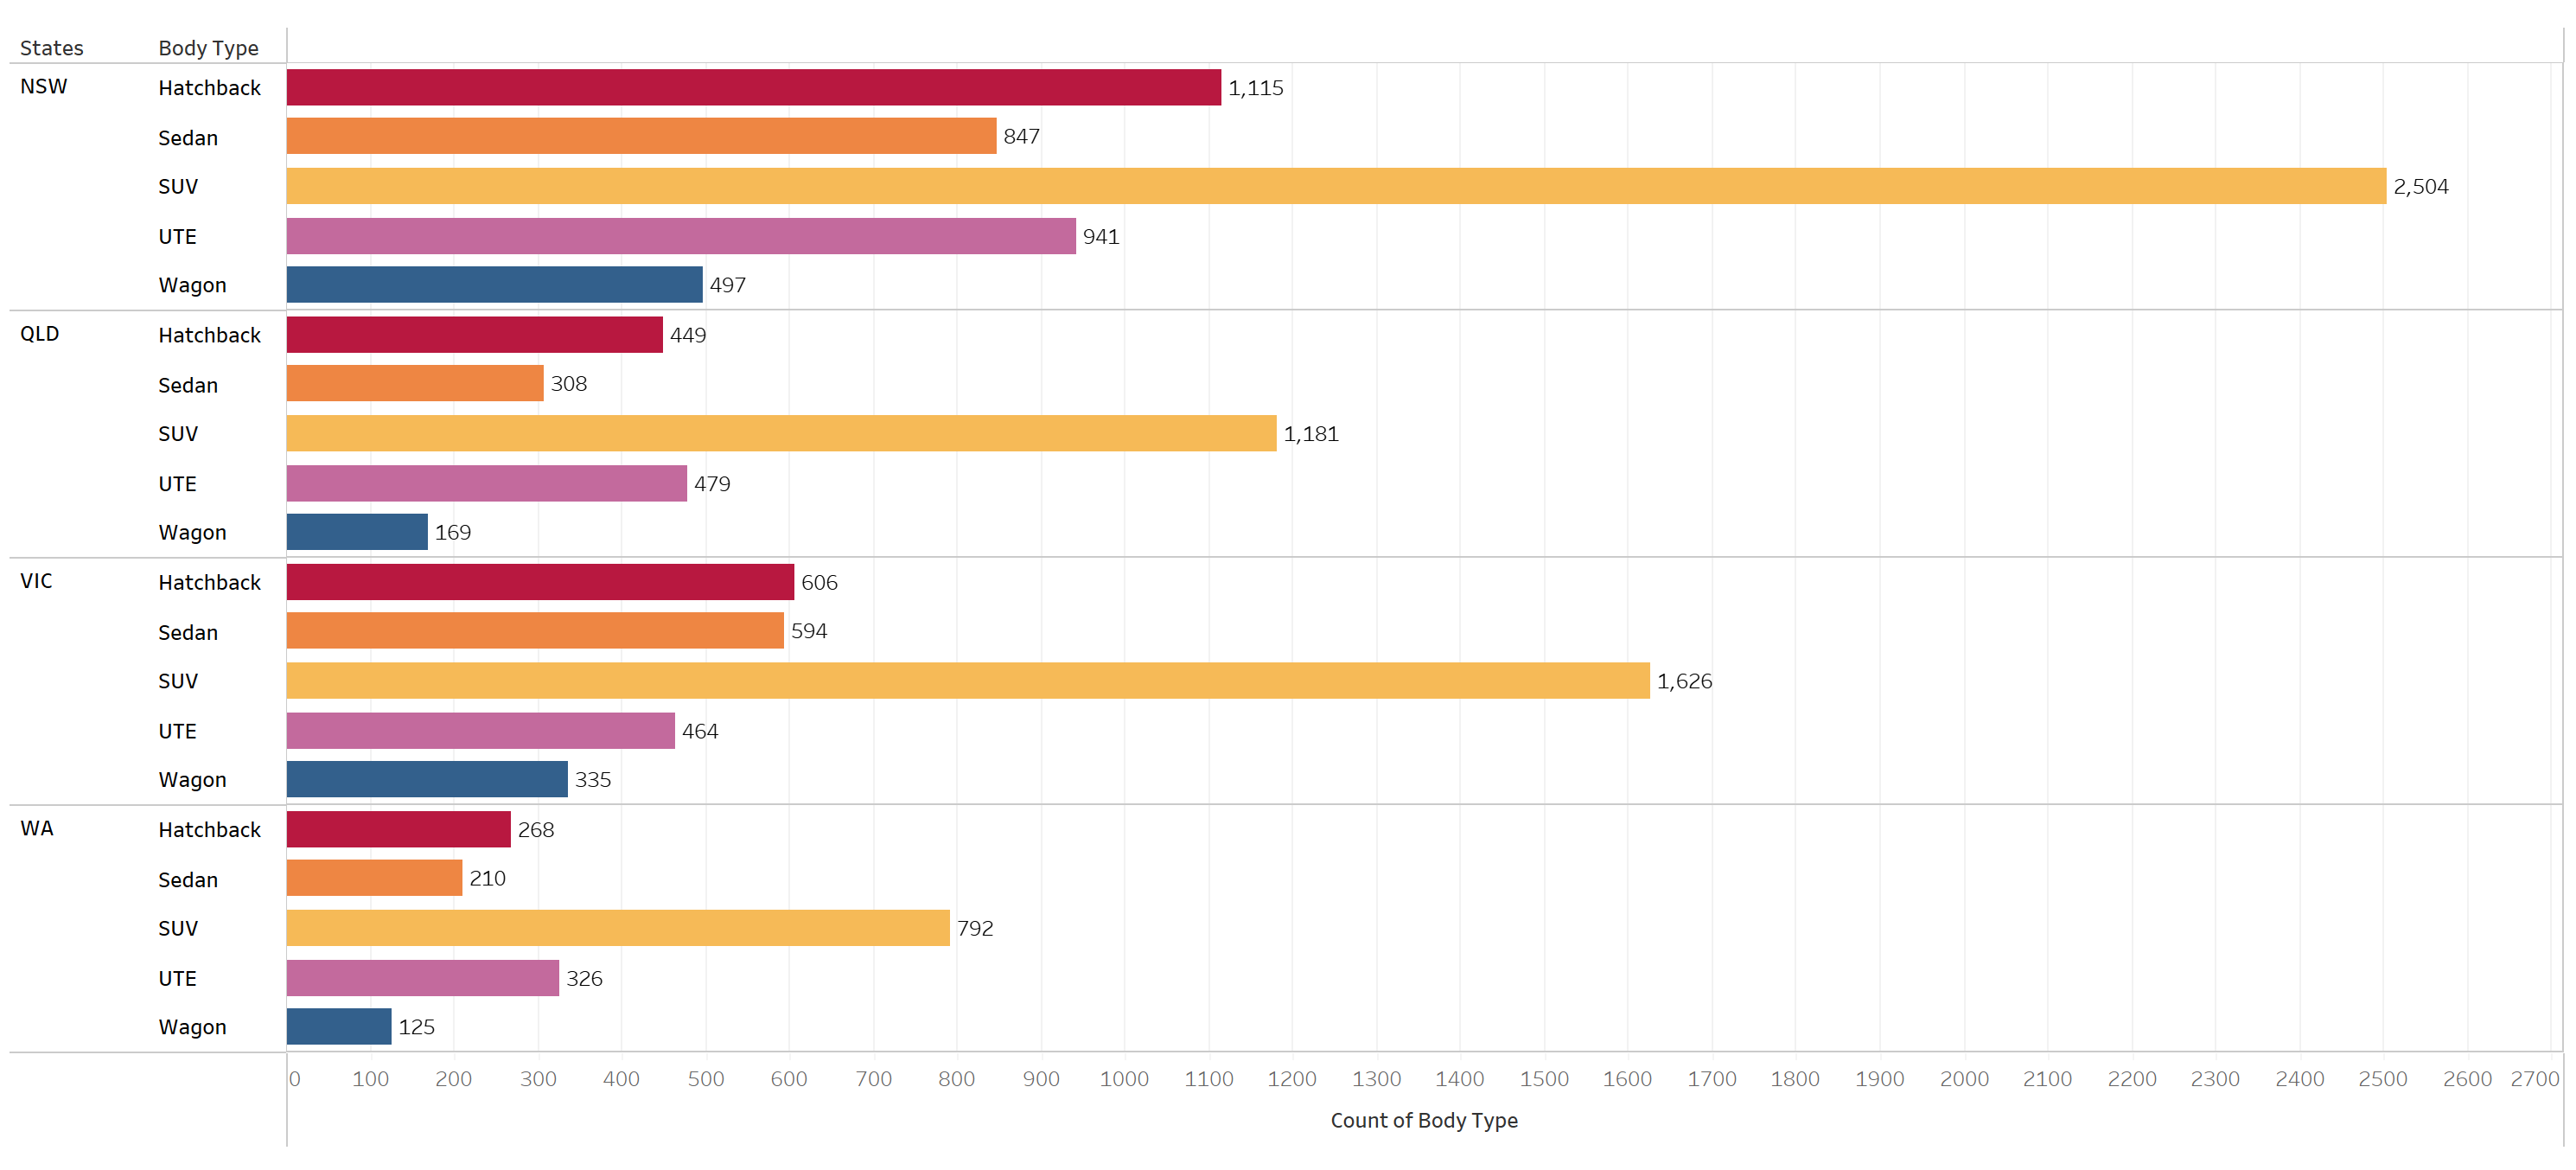 States Body Type
NSW Hatchback 1,115
Sedan 847
SUV 2,504
UTE 941
Wagon 497
QLD Hatchback 449
Sedan 308
SUV 1,181
UTE 479
Wagon 169
VIC Hatchback 606
Sedan 594
SUV 1,626
UTE 464
Wagon 335
WA Hatchback 268
Sedan 210
SUV 792
UTE 326
Wagon 125
0 100 200 300 400 500 600 700 800 900 1000 1100 1200 1300 1400 1500 1600 1700 1800 1900 2000 2100 2200 2300 2400 2500 2600 2700
Count of Body Type